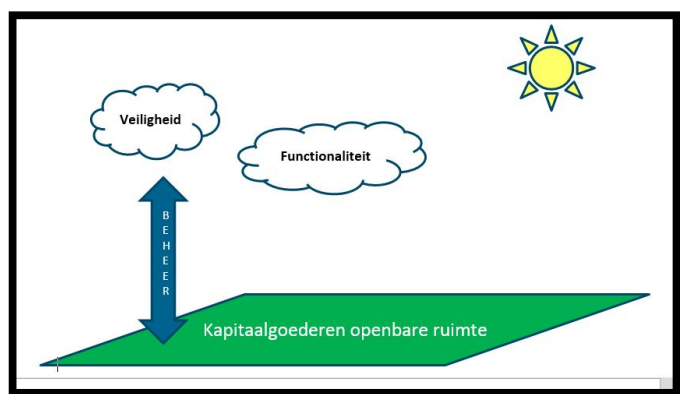 Veiligheid
Functionaliteit
BEHEER
Kapitaalgoederen openbare ruimte